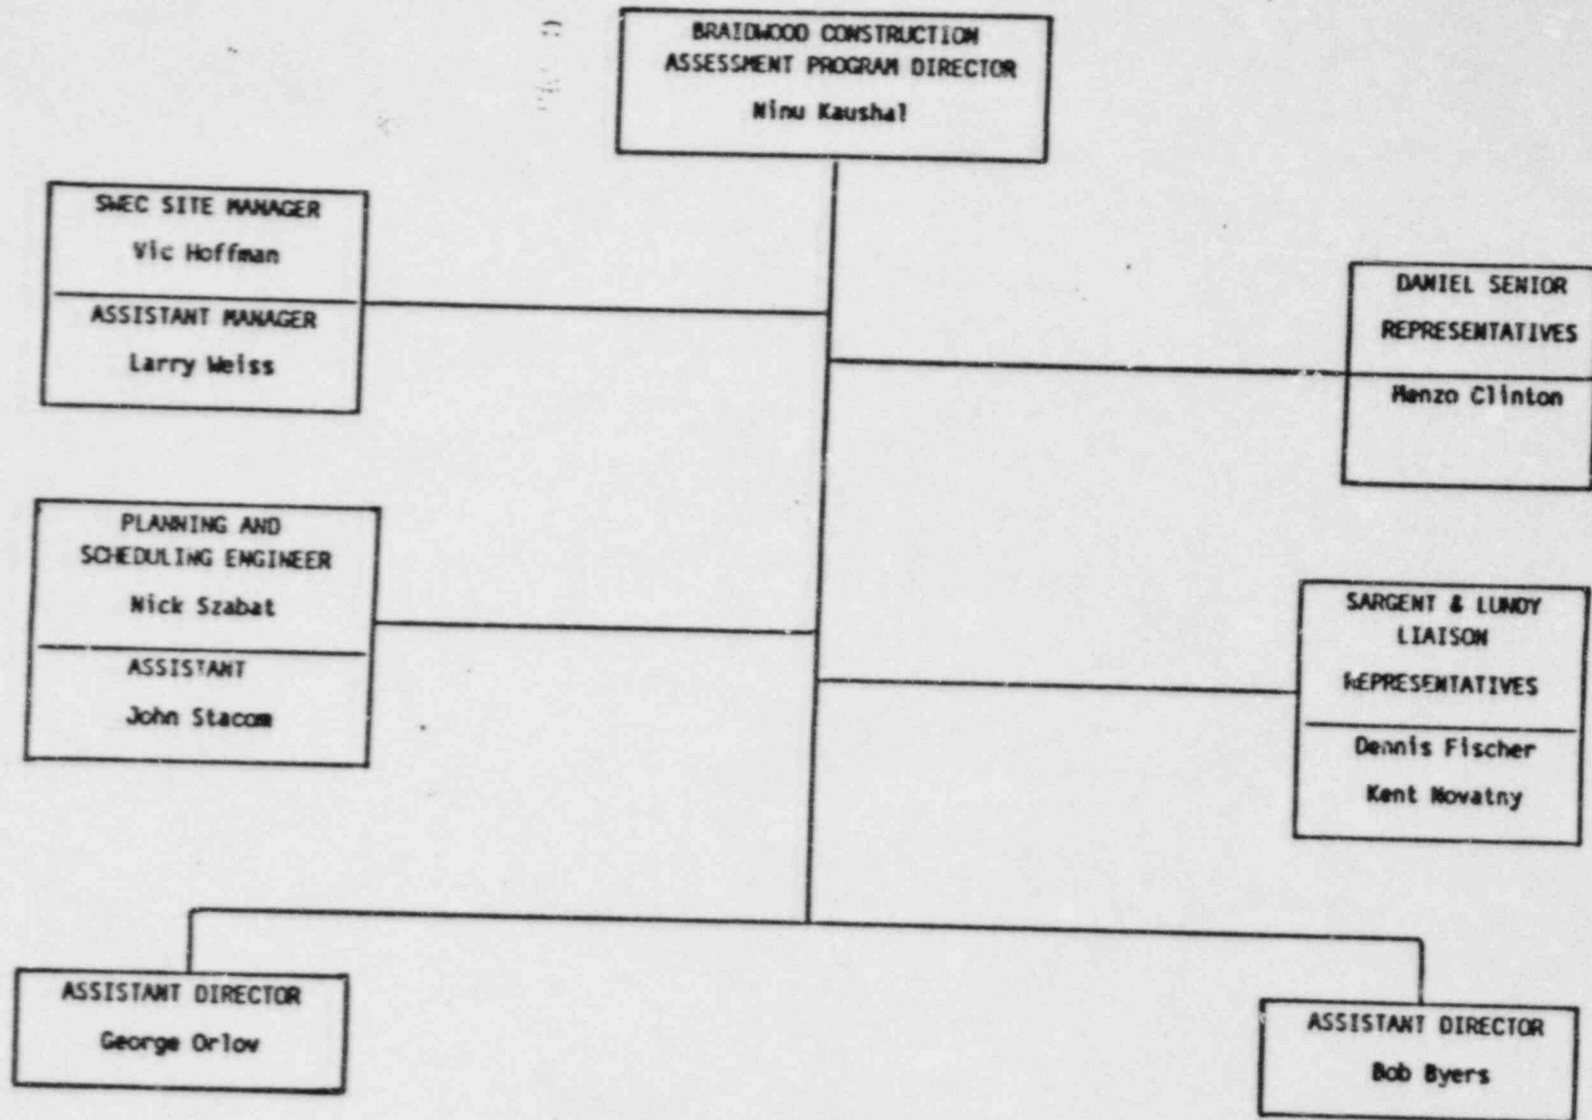 BRAIDWOOD CONSTRUCTION
ASSESSMENT PROGRAM DIRECTOR
Ninu Kaushal
SWEC SITE MANAGER
Vic Hoffman
ASSISTANT MANAGER
Larry Weiss
DANIEL SENIOR
REPRESENTATIVES
Menzo Clinton
PLANNING AND
SCHEDULING ENGINEER
Nick Szabat
ASSISTANT
John Stacom
SARGENT & LUNDY
LIAISON
REPRESENTATIVES
Dennis Fischer
Kent Novatny
ASSISTANT DIRECTOR
George Orlov
ASSISTANT DIRECTOR
Bob Byers